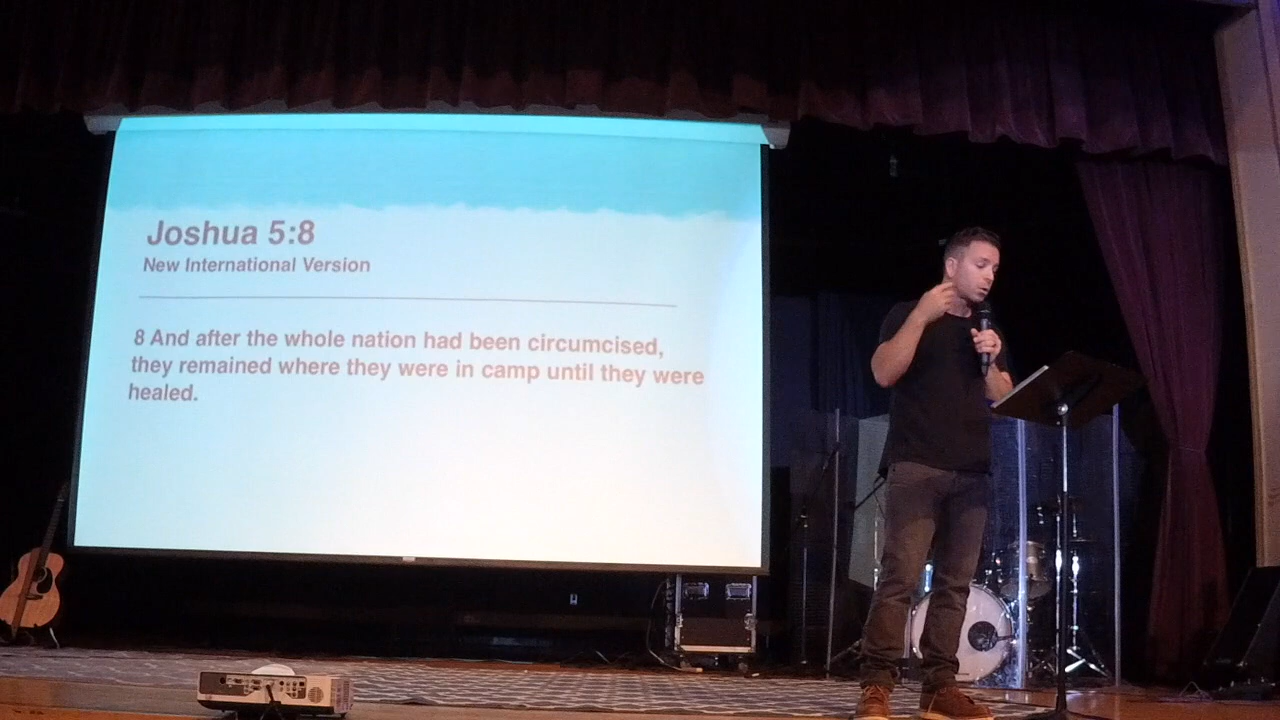 Joshua 5:8
New International Version
8 And after the whole nation had been circumcised,
they remained where they were in camp until they were
healed.